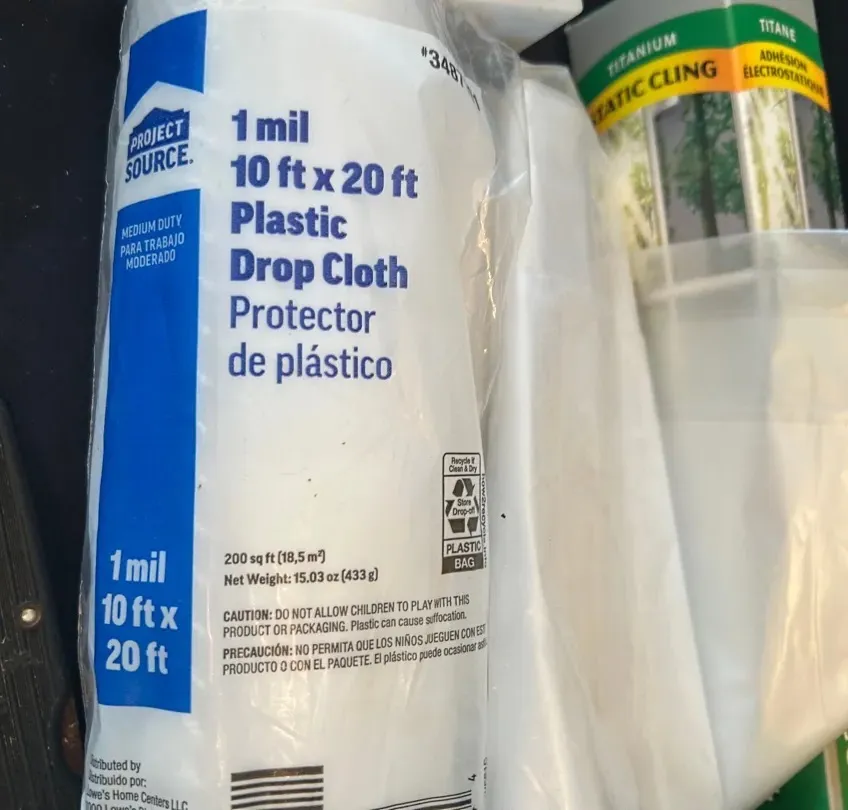 PROJECT
SOURCE.
MEDIUM DUTY
PARA TRABAJO
MODERADO
1 mil
10 ft x 20 ft
Plastic
Drop Cloth
Protector
de plástico
TITANIUM
TITANE
STATIC CLING
ADHÉSION
ÉLECTROSTATIQUE
Recycle If
Clean & Dry
Store
Drop-off
PLASTIC
BAG
how2recycle.info
1 mil
10 ft x
20 ft
200 sq ft (18,5 m²)
Net Weight: 15.03 oz (433 g)
CAUTION: DO NOT ALLOW CHILDREN TO PLAY WITH THIS
PRODUCT OR PACKAGING. Plastic can cause suffocation.
PRECAUCIÓN: NO PERMITA QUE LOS NIÑOS JUEGUEN CON EST
PRODUCTO O CON EL PAQUETE. El plástico puede ocasionar
Distributed by
Distribuido por:
Lowe's Home Centers LLC
4